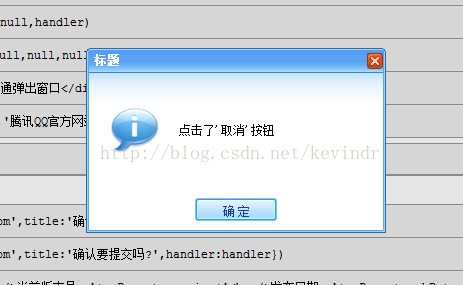 null,handler)
标题
ull,null,null
通弹出窗口</di
'腾讯QQ官方网
点击了'取消'按钮
http://blog.csdn.net/kevindr
确 定
om',title:'确
om',title:'确认要提交吗?',handler:handler})